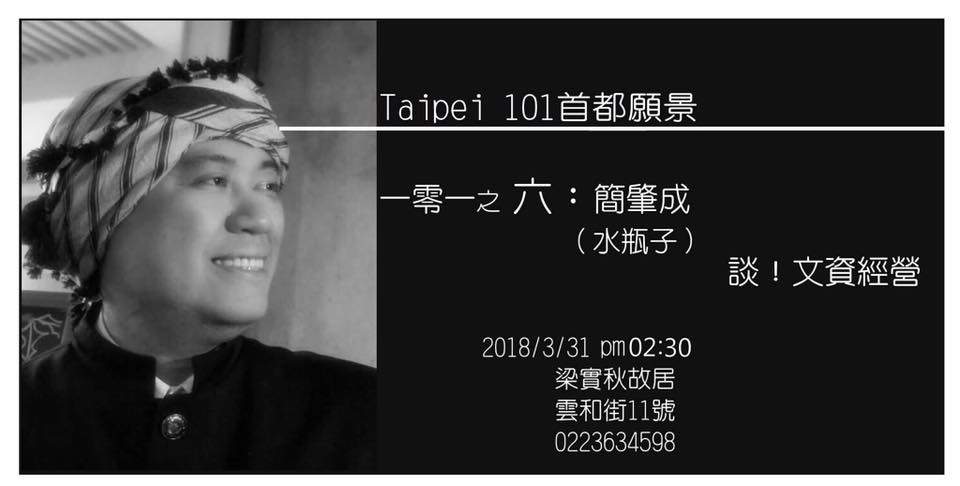 Taipei 101首都願景
一零一之 六：簡肇成
（水瓶子）
談！文資經營
2018/3/31 pm02:30
梁實秋故居
雲和街11號
0223634598